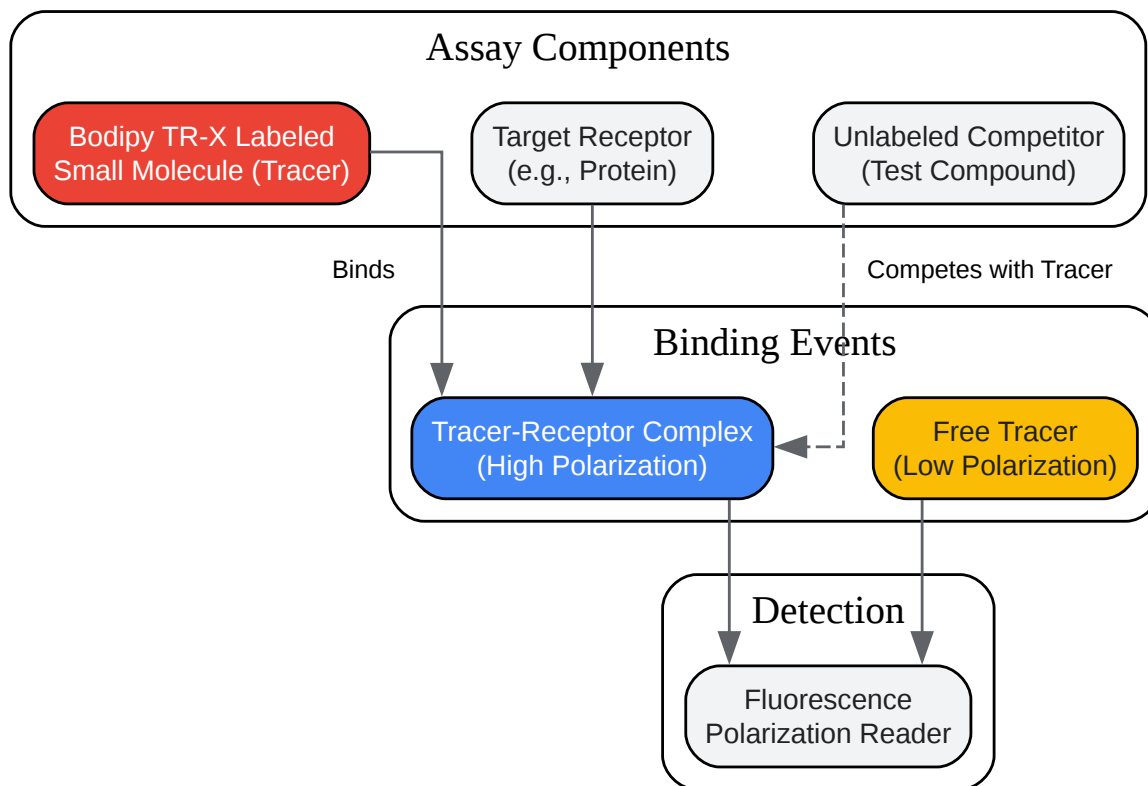 Assay Components
Bodipy TR-X Labeled
Small Molecule (Tracer)
Target Receptor
(e.g., Protein)
Unlabeled Competitor
(Test Compound)
Binds
Competes with Tracer
Binding Events
Tracer-Receptor Complex
(High Polarization)
Free Tracer
(Low Polarization)
Detection
Fluorescence
Polarization Reader